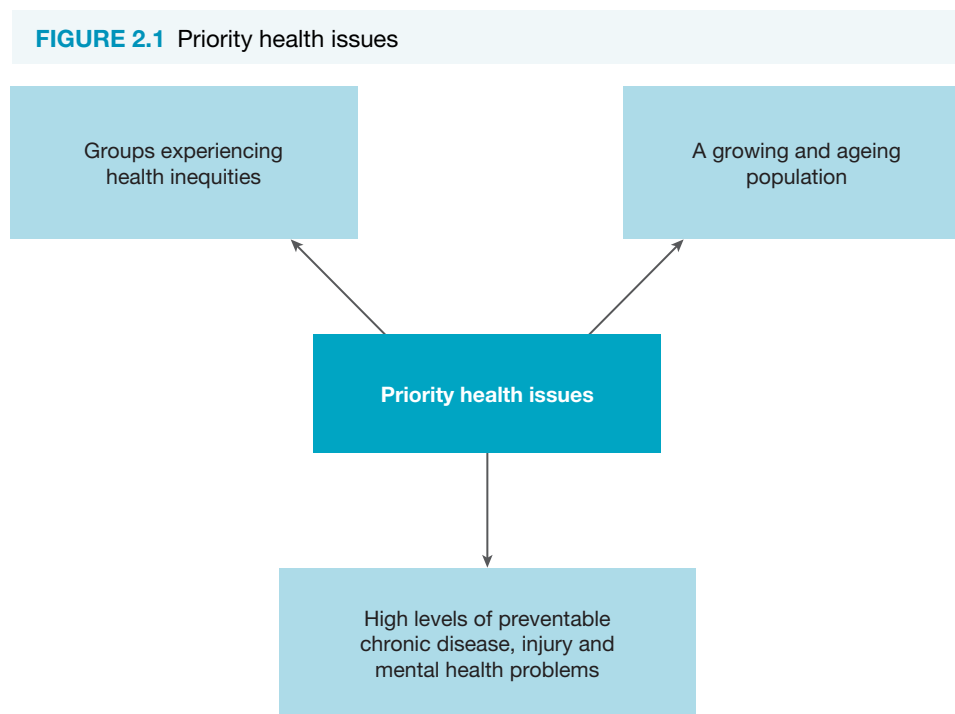 FIGURE 2.1 Priority health issues
Groups experiencing
health inequities
A growing and ageing
population
Priority health issues
High levels of preventable
chronic disease, injury and
mental health problems